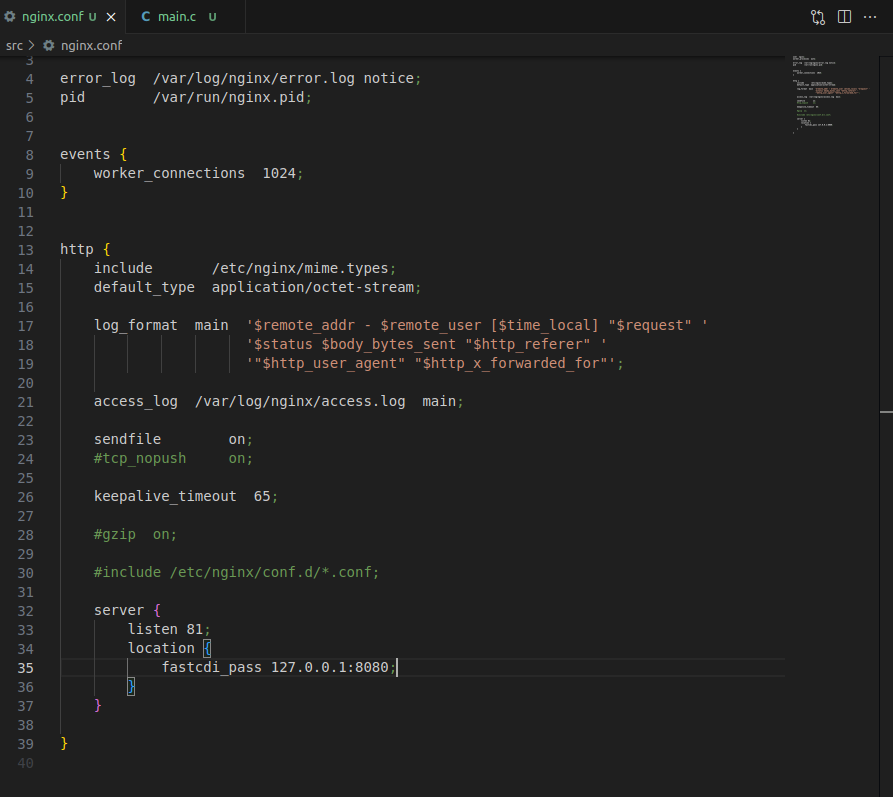 nginx.conf U × C main.c U ···
src > nginx.conf
3
4 error_log  /var/log/nginx/error.log notice;
5 pid        /var/run/nginx.pid;
6
7
8 events {
9     worker_connections  1024;
10 }
11
12
13 http {
14     include       /etc/nginx/mime.types;
15     default_type  application/octet-stream;
16
17     log_format  main  '$remote_addr - $remote_user [$time_local] "$request" '
18                       '$status $body_bytes_sent "$http_referer" '
19                       '"$http_user_agent" "$http_x_forwarded_for"';
20
21     access_log  /var/log/nginx/access.log  main;
22
23     sendfile        on;
24     #tcp_nopush     on;
25
26     keepalive_timeout  65;
27
28     #gzip  on;
29
30     #include /etc/nginx/conf.d/*.conf;
31
32     server {
33         listen 81;
34         location {
35             fastcdi_pass 127.0.0.1:8080;
36         }
37     }
38
39 }
40